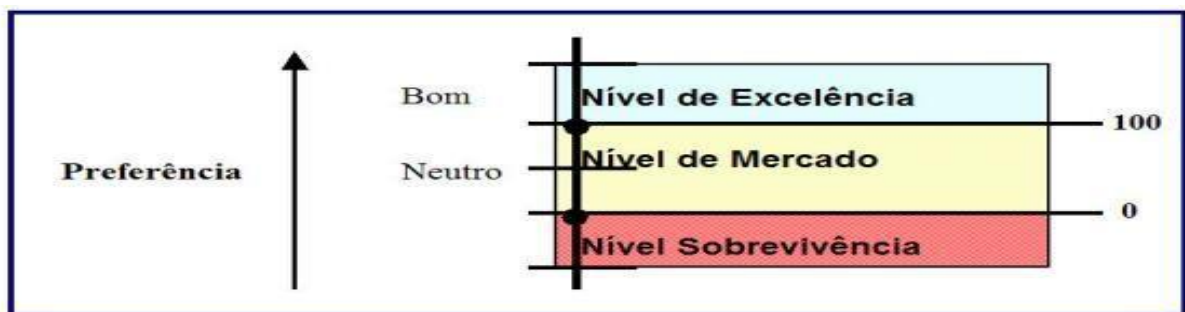 Bom
Nível de Excelência
100
Nível de Mercado
Preferência
Neutro
0
Nível Sobrevivência